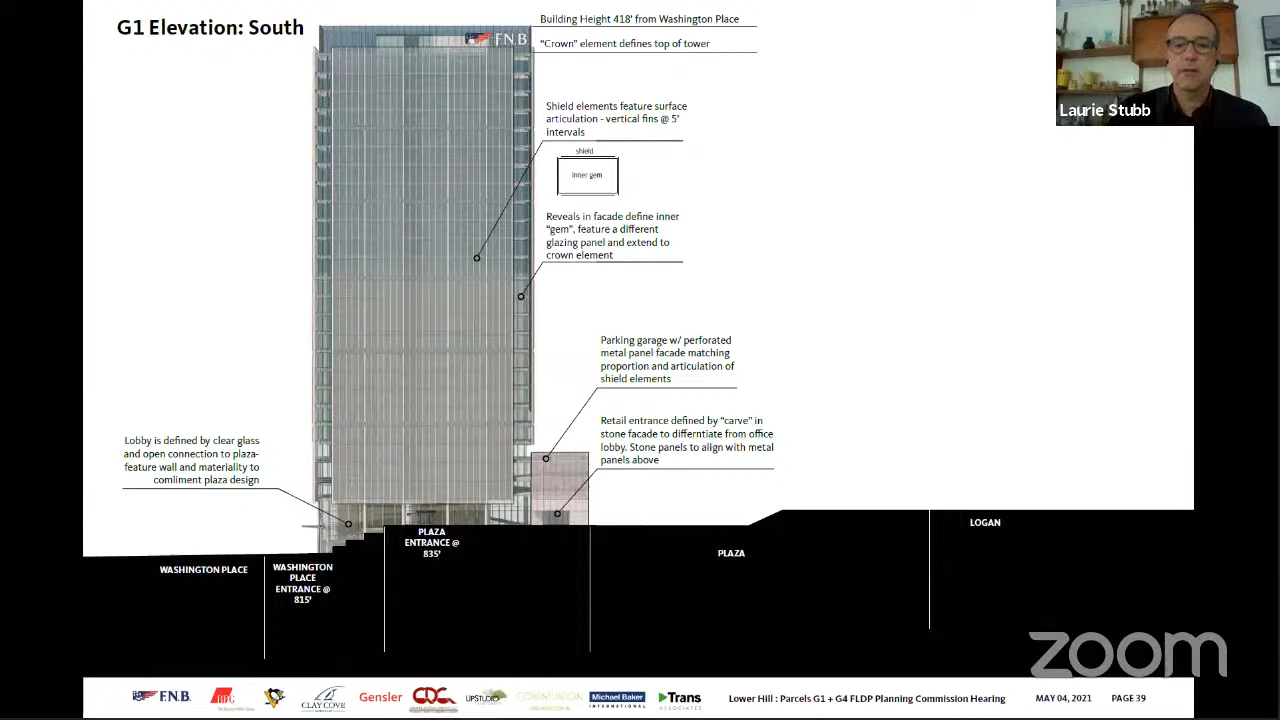 G1 Elevation: South
Building Height 418' from Washington Place
"Crown" element defines top of tower
F.N.B
Laurie Stubb
Shield elements feature surface
articulation - vertical fins @ 5'
intervals
shield
inner gem
Reveals in facade define inner
"gem", feature a different
glazing panel and extend to
crown element
Parking garage w/ perforated
metal panel facade matching
proportion and articulation of
shield elements
Retail entrance defined by "carve" in
stone facade to differntiate from office
lobby. Stone panels to align with metal
panels above
Lobby is defined by clear glass
and open connection to plaza-
feature wall and materiality to
comliment plaza design
PLAZA
ENTRANCE @
835'
LOGAN
PLAZA
WASHINGTON PLACE
WASHINGTON
PLACE
ENTRANCE @
815'
zoom
F.N.B.
CLAY COVE
Gensler
CDC
UPSTUDIO
Michael Baker
INTERNATIONAL
Trans
ASSOCIATES
Lower Hill : Parcels G1 + G4 FLDP Planning Commission Hearing
MAY 04, 2021
PAGE 39